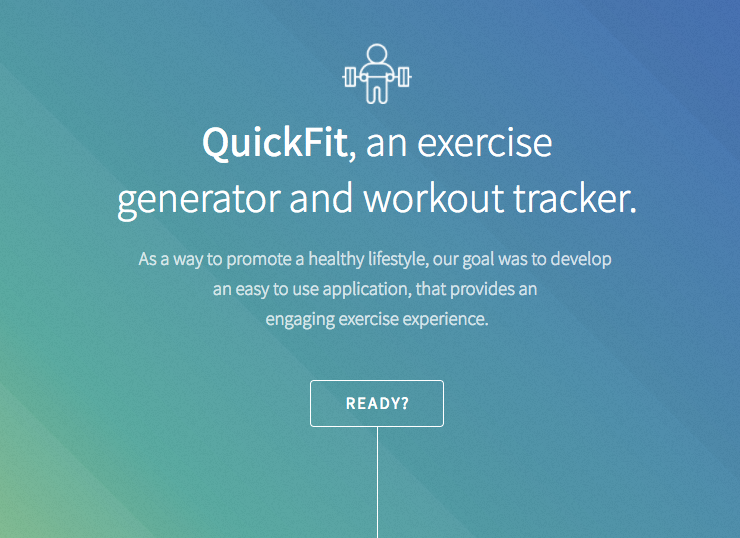 QuickFit, an exercise
generator and workout tracker.
As a way to promote a healthy lifestyle, our goal was to develop
an easy to use application, that provides an
engaging exercise experience.
READY?